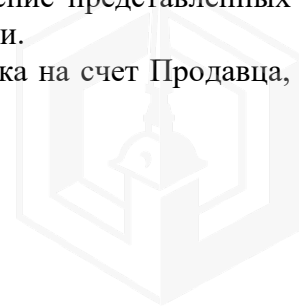 ение представленных
и.
ка на счет Продавца,